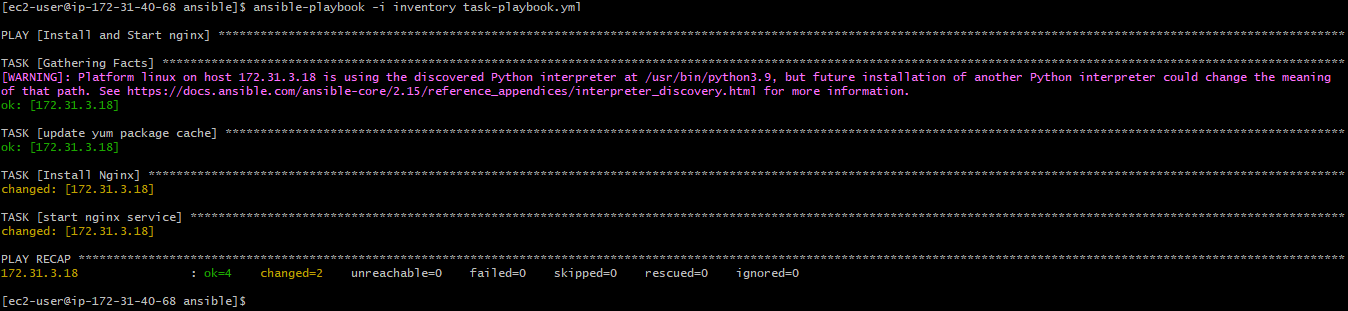 [ec2-user@ip-172-31-40-68 ansible]$ ansible-playbook -i inventory task-playbook.yml
PLAY [Install and Start nginx] ****************************************************************************************************************************************************************
TASK [Gathering Facts] ************************************************************************************************************************************************************************
[WARNING]: Platform linux on host 172.31.3.18 is using the discovered Python interpreter at /usr/bin/python3.9, but future installation of another Python interpreter could change the meaning
of that path. See https://docs.ansible.com/ansible-core/2.15/reference_appendices/interpreter_discovery.html for more information.
ok: [172.31.3.18]
TASK [update yum package cache] ***************************************************************************************************************************************************************
ok: [172.31.3.18]
TASK [Install Nginx] **************************************************************************************************************************************************************************
changed: [172.31.3.18]
TASK [start nginx service] ********************************************************************************************************************************************************************
changed: [172.31.3.18]
PLAY RECAP ************************************************************************************************************************************************************************************
172.31.3.18                : ok=4    changed=2    unreachable=0    failed=0    skipped=0    rescued=0    ignored=0
[ec2-user@ip-172-31-40-68 ansible]$